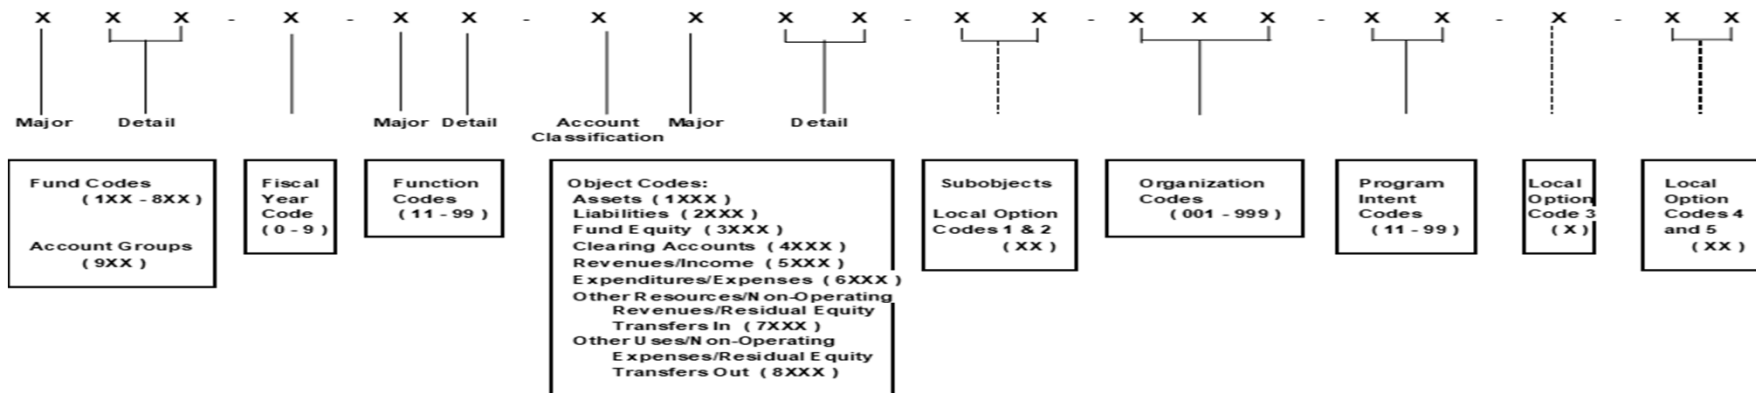 X X X - X - X X - X X X X - X X - X X X - X X - X - X X
Major Detail Major Detail Account Classification Major Detail
Fund Codes
( 1XX - 8XX )
Account Groups
( 9XX )
Fiscal
Year
Code
( 0 - 9 )
Function
Codes
( 11 - 99 )
Object Codes:
Assets ( 1XXX )
Liabilities ( 2XXX )
Fund Equity ( 3XXX )
Clearing Accounts ( 4XXX )
Revenues/Income ( 5XXX )
Expenditures/Expenses ( 6XXX )
Other Resources/Non-Operating
Revenues/Residual Equity
Transfers In ( 7XXX )
Other Uses/Non-Operating
Expenses/Residual Equity
Transfers Out ( 8XXX )
Subobjects
Local Option
Codes 1 & 2
( XX )
Organization
Codes
( 001 - 999 )
Program
Intent
Codes
( 11 - 99 )
Local
Option
Code 3
( X )
Local
Option
Codes 4
and 5
( XX )